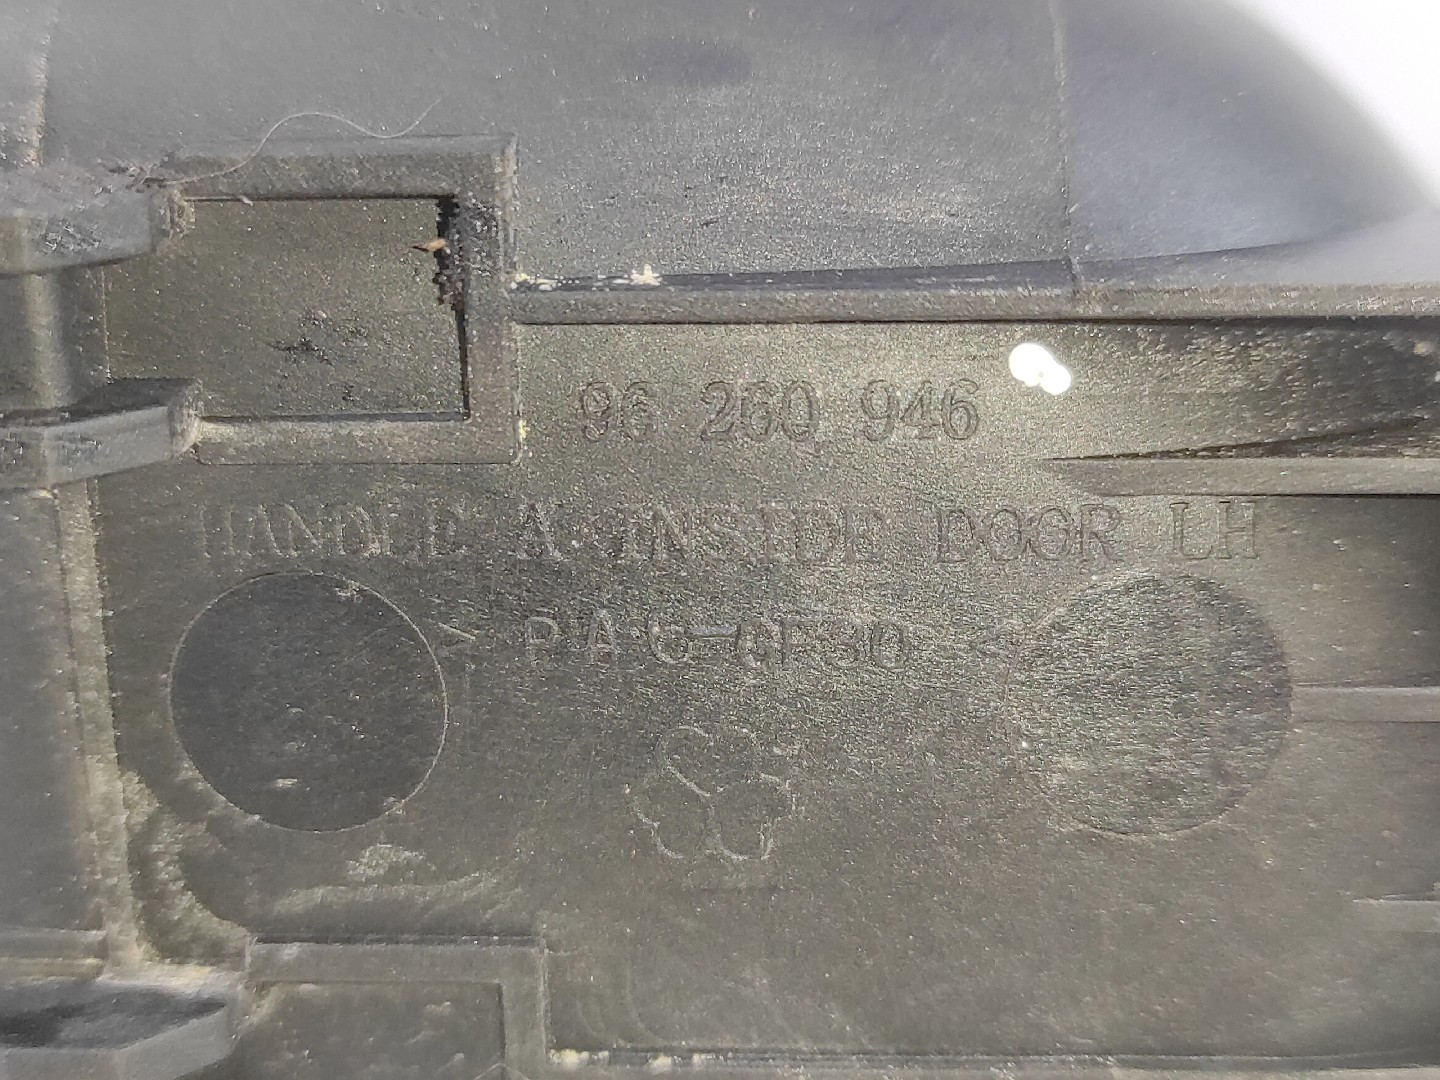 96 260 946
HANDLE A-INSIDE DOOR LH
> PA6-GF30 <